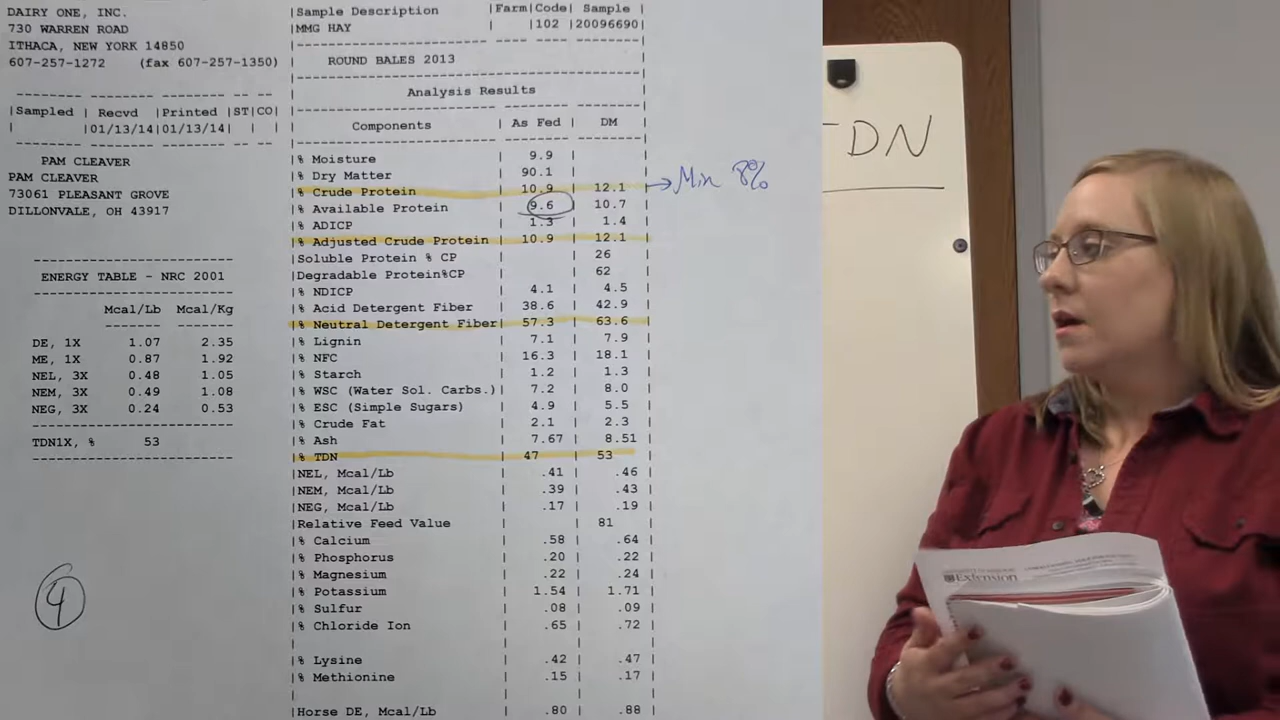 DAIRY ONE, INC.
730 WARREN ROAD
ITHACA, NEW YORK 14850
607-257-1272 (fax 607-257-1350)
|Sampled | Recvd |Printed |ST|CO|
| |01/13/14|01/13/14| | |
PAM CLEAVER
PAM CLEAVER
73061 PLEASANT GROVE
DILLONVALE, OH 43917
ENERGY TABLE - NRC 2001
Mcal/Lb Mcal/Kg
DE, 1X 1.07 2.35
ME, 1X 0.87 1.92
NEL, 3X 0.48 1.05
NEM, 3X 0.49 1.08
NEG, 3X 0.24 0.53
TDN1X, % 53
4
|Sample Description |Farm|Code| Sample |
|MMG HAY | |102 |20096690|
| ROUND BALES 2013 |
| Analysis Results |
| Components | As Fed | DM |
|% Moisture | 9.9 | |
|% Dry Matter | 90.1 | |
|% Crude Protein | 10.9 | 12.1 | → Min 8%
|% Available Protein | 9.6 | 10.7 |
|% ADICP | 1.3 | 1.4 |
|% Adjusted Crude Protein | 10.9 | 12.1 |
|Soluble Protein % CP | | 26 |
|Degradable Protein%CP | | 62 |
|% NDICP | 4.1 | 4.5 |
|% Acid Detergent Fiber | 38.6 | 42.9 |
|% Neutral Detergent Fiber| 57.3 | 63.6 |
|% Lignin | 7.1 | 7.9 |
|% NFC | 16.3 | 18.1 |
|% Starch | 1.2 | 1.3 |
|% WSC (Water Sol. Carbs.)| 7.2 | 8.0 |
|% ESC (Simple Sugars) | 4.9 | 5.5 |
|% Crude Fat | 2.1 | 2.3 |
|% Ash | 7.67 | 8.51 |
|% TDN | 47 | 53 |
|NEL, Mcal/Lb | .41 | .46 |
|NEM, Mcal/Lb | .39 | .43 |
|NEG, Mcal/Lb | .17 | .19 |
|Relative Feed Value | | 81 |
|% Calcium | .58 | .64 |
|% Phosphorus | .20 | .22 |
|% Magnesium | .22 | .24 |
|% Potassium | 1.54 | 1.71 |
|% Sulfur | .08 | .09 |
|% Chloride Ion | .65 | .72 |
|% Lysine | .42 | .47 |
|% Methionine | .15 | .17 |
|Horse DE, Mcal/Lb | .80 | .88 |
TDN
Extension